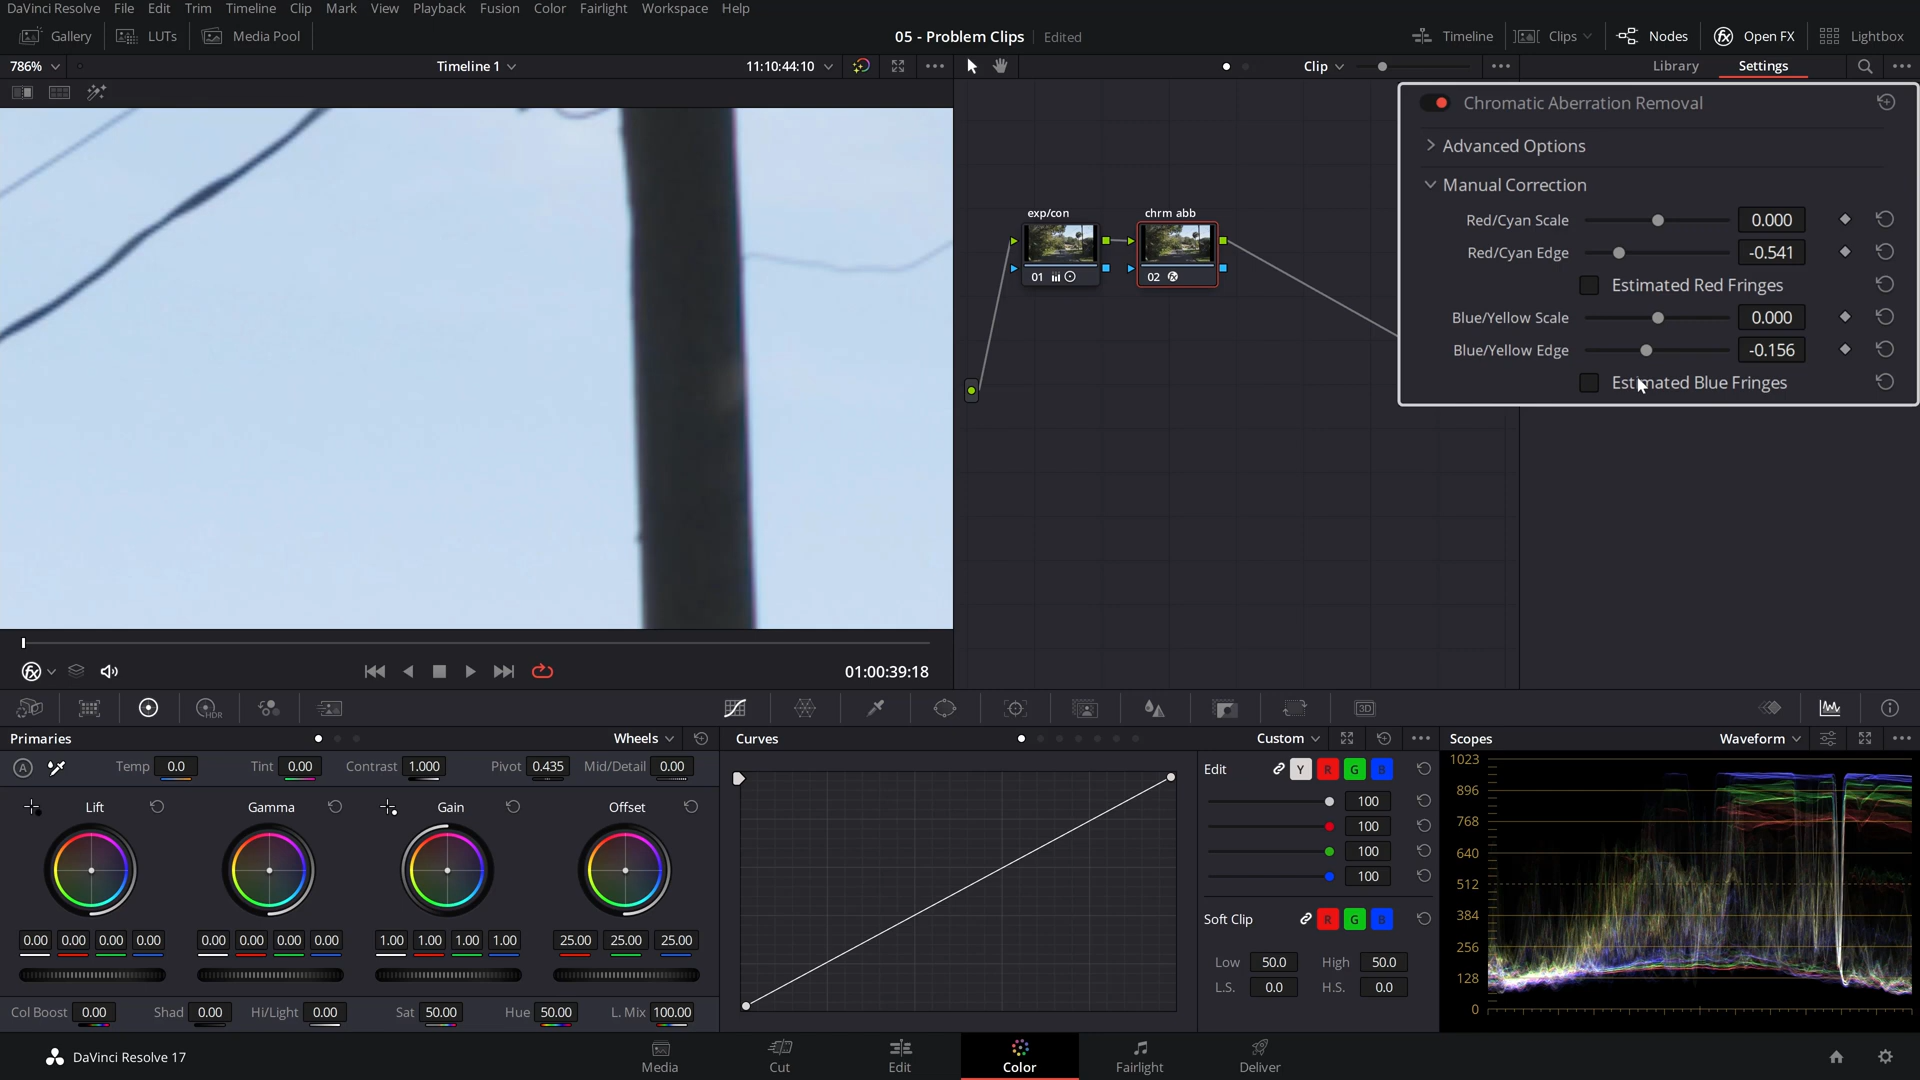 DaVinci Resolve File Edit Trim Timeline Clip Mark View Playback Fusion Color Fairlight Workspace Help
Gallery LUTs Media Pool 05 - Problem Clips Edited Timeline Clips Nodes Open FX Lightbox
786% Timeline 1 11:10:44:10 Clip Library Settings
Chromatic Aberration Removal
Advanced Options
Manual Correction
Red/Cyan Scale 0.000
Red/Cyan Edge -0.541
Estimated Red Fringes
Blue/Yellow Scale 0.000
Blue/Yellow Edge -0.156
Estimated Blue Fringes
exp/con chrm abb
01 02
01:00:39:18
HDR 3D
Primaries Wheels Curves Custom Scopes Waveform
A Temp 0.0 Tint 0.00 Contrast 1.000 Pivot 0.435 Mid/Detail 0.00
Lift Gamma Gain Offset
0.00 0.00 0.00 0.00 0.00 0.00 0.00 0.00 1.00 1.00 1.00 1.00 25.00 25.00 25.00
Col Boost 0.00 Shad 0.00 Hi/Light 0.00 Sat 50.00 Hue 50.00 L. Mix 100.00
Edit Y R G B
100
100
100
100
Soft Clip R G B
Low 50.0 High 50.0
L.S. 0.0 H.S. 0.0
1023
896
768
640
512
384
256
128
0
DaVinci Resolve 17 Media Cut Edit Color Fairlight Deliver